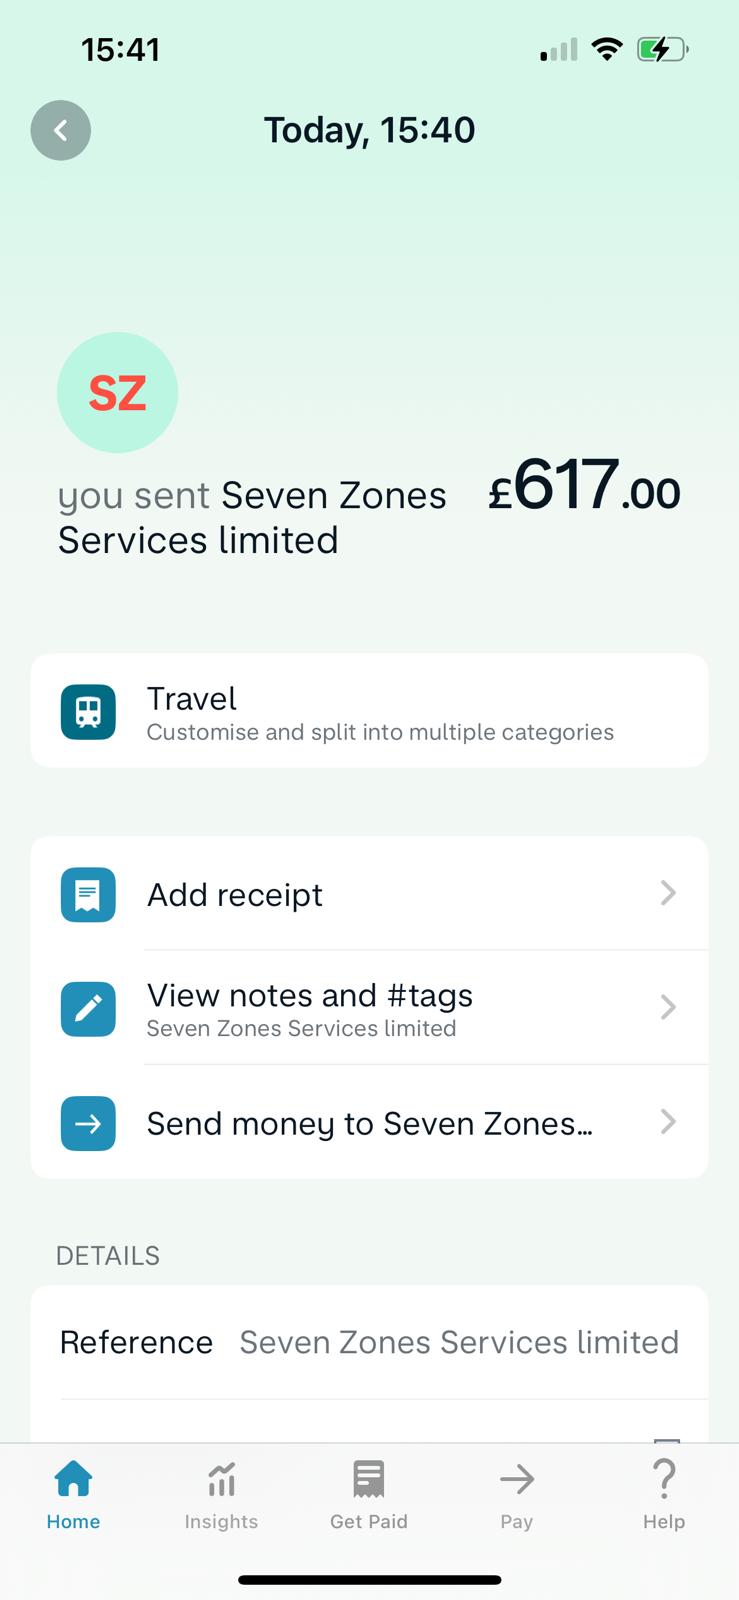 15:41
Today, 15:40
SZ
you sent Seven Zones
Services limited
£617.00
Travel
Customise and split into multiple categories
Add receipt
View notes and #tags
Seven Zones Services limited
Send money to Seven Zones...
DETAILS
Reference Seven Zones Services limited
Home Insights Get Paid Pay Help